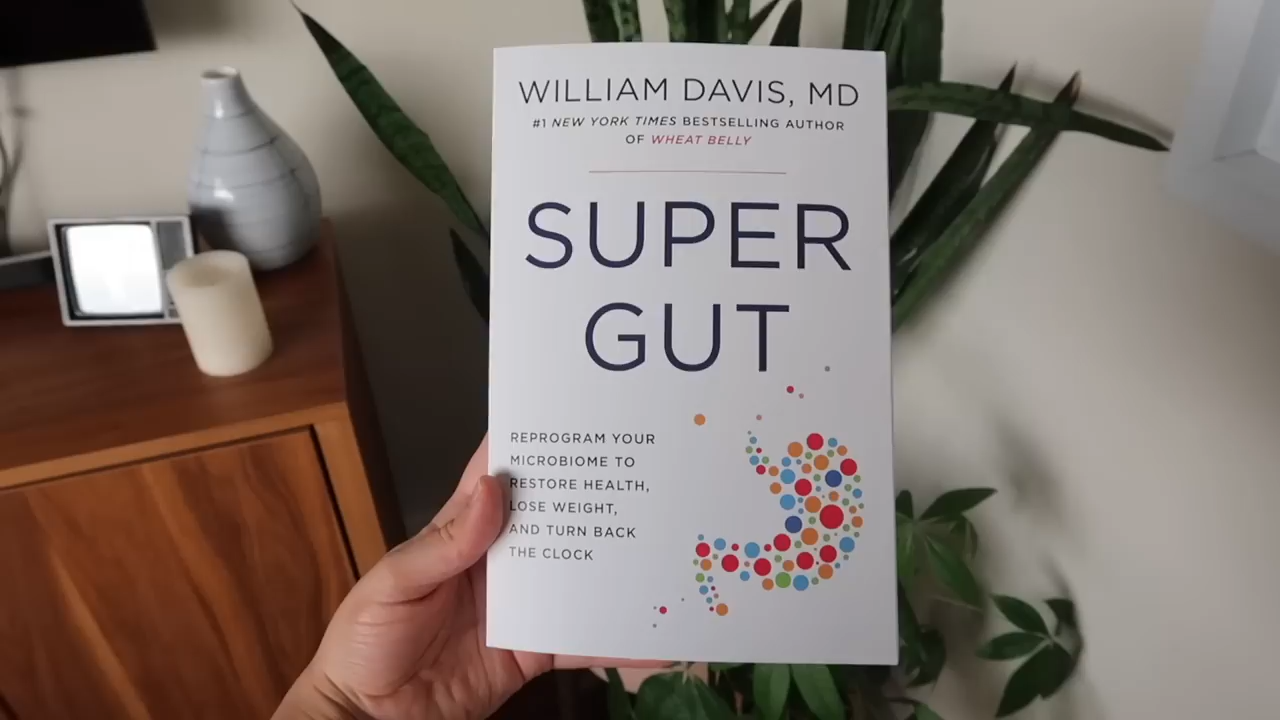 WILLIAM DAVIS, MD
#1 NEW YORK TIMES BESTSELLING AUTHOR
OF WHEAT BELLY
SUPER
GUT
REPROGRAM YOUR
MICROBIOME TO
RESTORE HEALTH,
LOSE WEIGHT,
AND TURN BACK
THE CLOCK